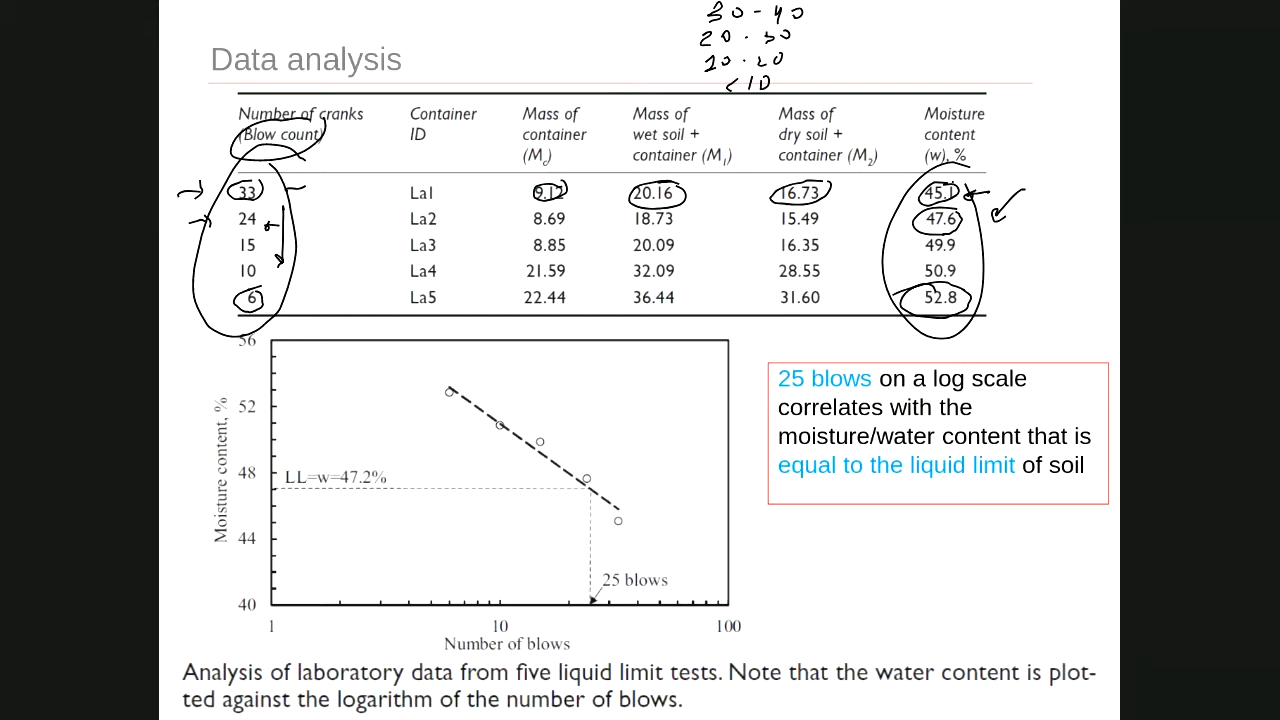 30 - 40
20 - 30
10 - 20
< 10
Data analysis
Number of cranks Container Mass of Mass of Mass of Moisture
(Blow count) ID container wet soil + dry soil + content
(Mc) container (M1) container (M2) (w), %
33 La1 9.12 20.16 16.73 45.1
24 La2 8.69 18.73 15.49 47.6
15 La3 8.85 20.09 16.35 49.9
10 La4 21.59 32.09 28.55 50.9
6 La5 22.44 36.44 31.60 52.8
56
52
48
44
40
Moisture content, %
LL=w=47.2%
25 blows
1 10 100
Number of blows
25 blows on a log scale
correlates with the
moisture/water content that is
equal to the liquid limit of soil
Analysis of laboratory data from five liquid limit tests. Note that the water content is plot-
ted against the logarithm of the number of blows.